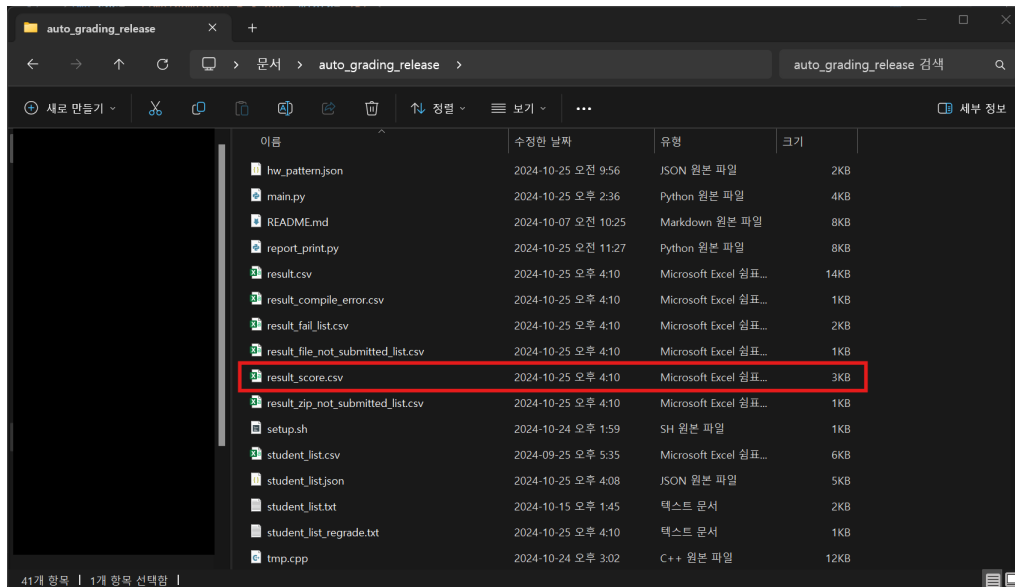 auto_grading_release
문서 > auto_grading_release >
auto_grading_release 검색
새로 만들기
정렬
보기
세부 정보
이름 수정한 날짜 유형 크기
hw_pattern.json 2024-10-25 오전 9:56 JSON 원본 파일 2KB
main.py 2024-10-25 오후 2:36 Python 원본 파일 4KB
README.md 2024-10-07 오전 10:25 Markdown 원본 파일 8KB
report_print.py 2024-10-25 오전 11:27 Python 원본 파일 8KB
result.csv 2024-10-25 오후 4:10 Microsoft Excel 쉼표... 14KB
result_compile_error.csv 2024-10-25 오후 4:10 Microsoft Excel 쉼표... 1KB
result_fail_list.csv 2024-10-25 오후 4:10 Microsoft Excel 쉼표... 2KB
result_file_not_submitted_list.csv 2024-10-25 오후 4:10 Microsoft Excel 쉼표... 1KB
result_score.csv 2024-10-25 오후 4:10 Microsoft Excel 쉼표... 3KB
result_zip_not_submitted_list.csv 2024-10-25 오후 4:10 Microsoft Excel 쉼표... 1KB
setup.sh 2024-10-24 오후 1:59 SH 원본 파일 1KB
student_list.csv 2024-09-25 오후 5:35 Microsoft Excel 쉼표... 6KB
student_list.json 2024-10-25 오후 4:08 JSON 원본 파일 5KB
student_list.txt 2024-10-15 오후 1:45 텍스트 문서 2KB
student_list_regrade.txt 2024-10-25 오후 4:10 텍스트 문서 1KB
tmp.cpp 2024-10-24 오후 3:02 C++ 원본 파일 12KB
41개 항목 1개 항목 선택함